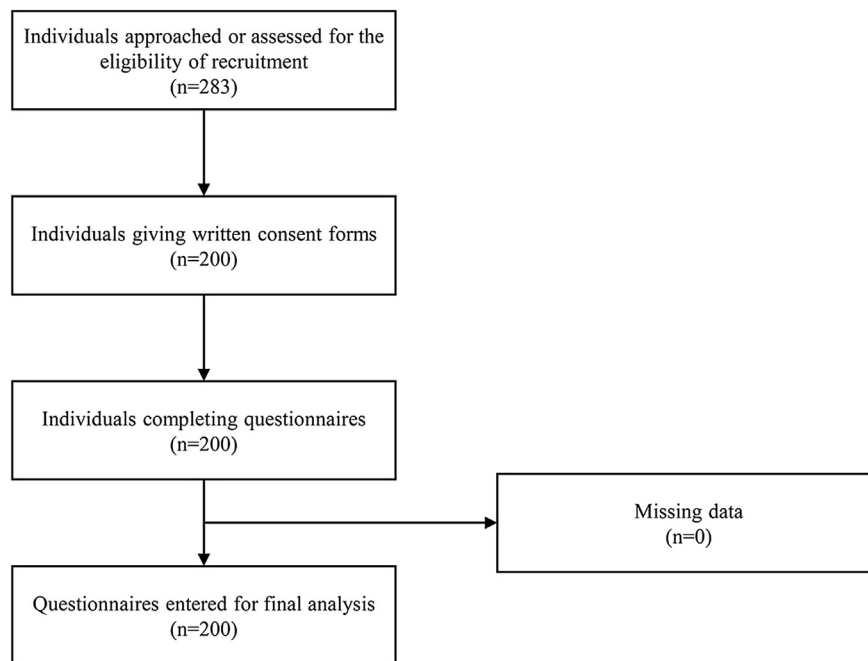 Individuals approached or assessed for the
eligibility of recruitment
(n=283)
Individuals giving written consent forms
(n=200)
Individuals completing questionnaires
(n=200)
Missing data
(n=0)
Questionnaires entered for final analysis
(n=200)